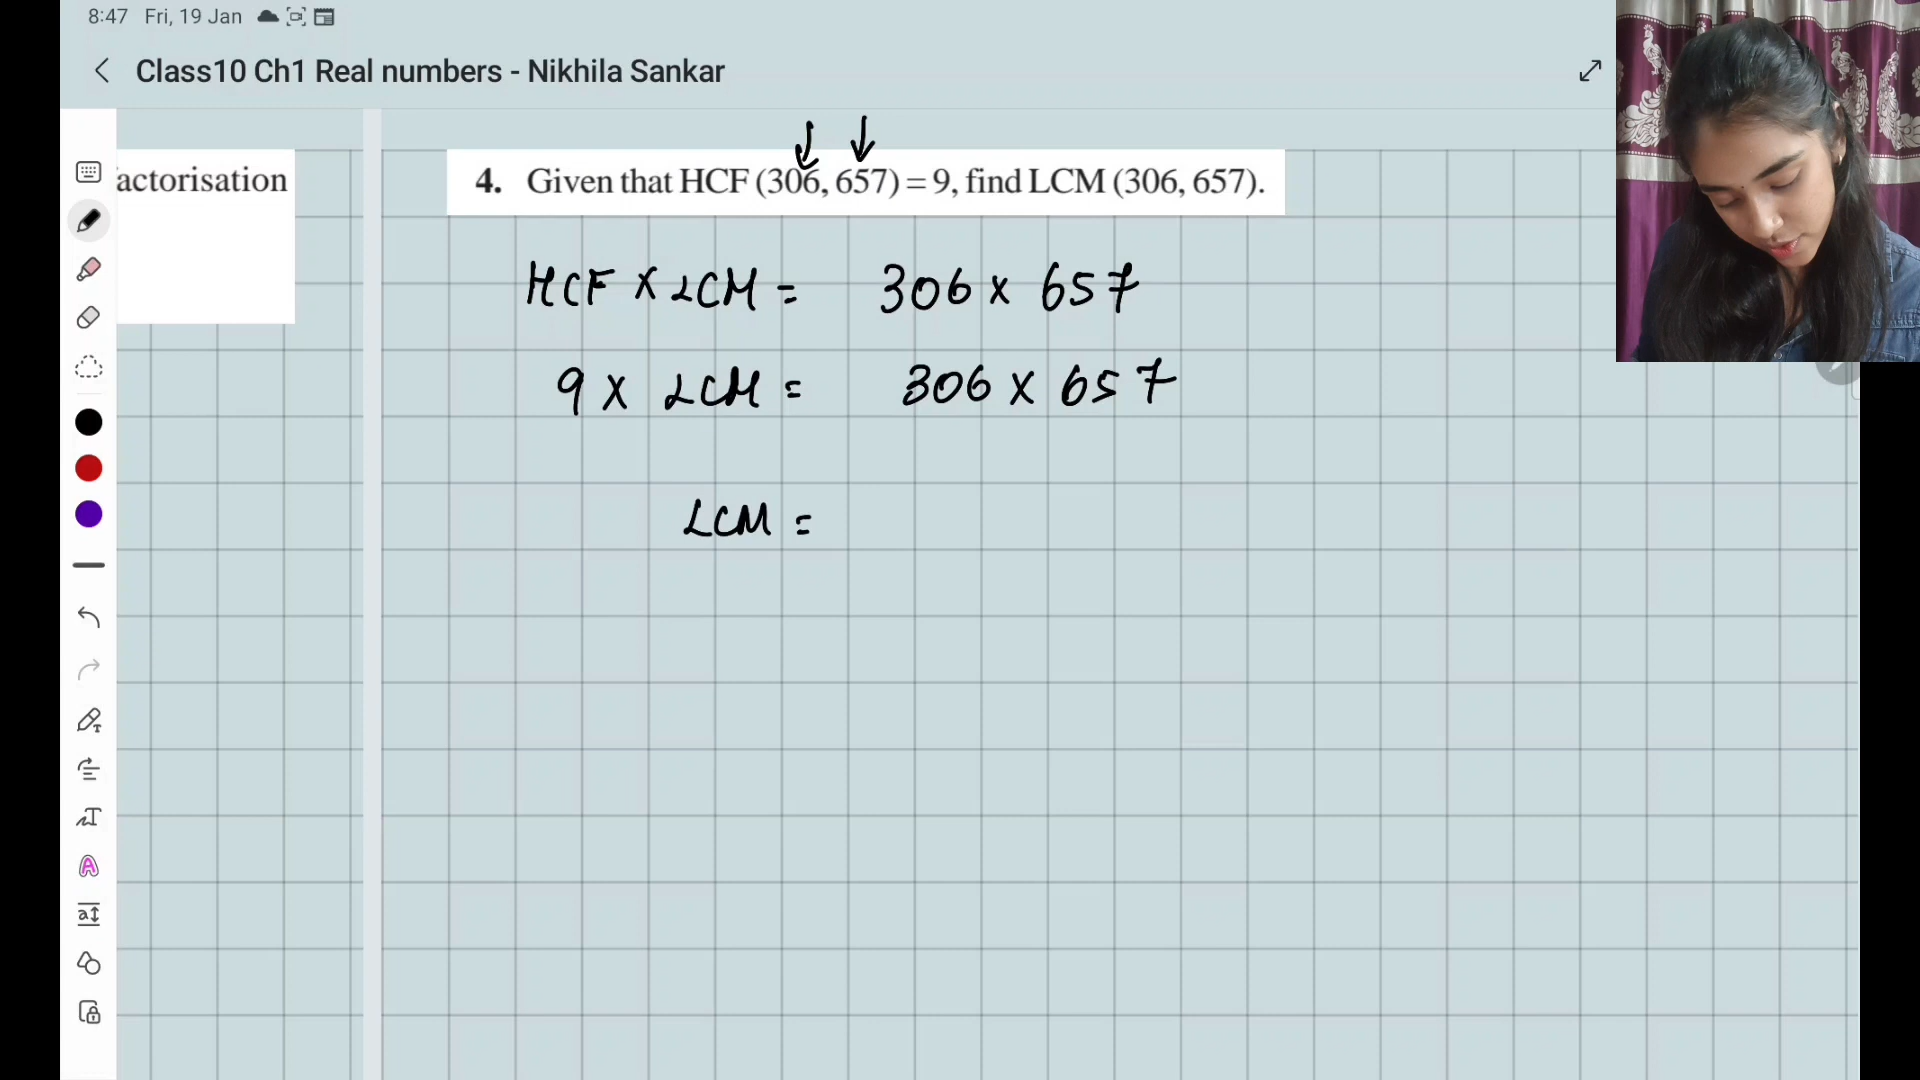 8:47 Fri, 19 Jan
Class10 Ch1 Real numbers - Nikhila Sankar
actorisation
4. Given that HCF (306, 657) = 9, find LCM (306, 657).
HCF × LCM = 306 × 657
9 × LCM = 306 × 657
LCM =